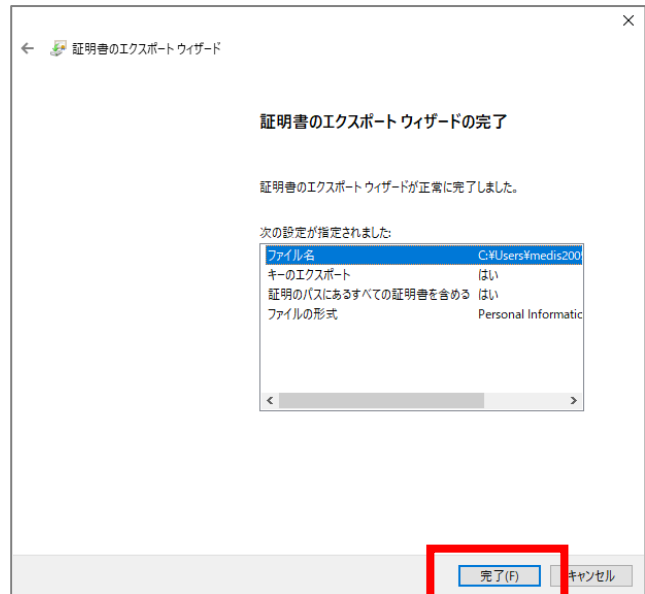 証明書のエクスポート ウィザード
証明書のエクスポート ウィザードの完了
証明書のエクスポート ウィザードが正常に完了しました。
次の設定が指定されました:
ファイル名 C:¥Users¥medis200
キーのエクスポート はい
証明のパスにあるすべての証明書を含める はい
ファイルの形式 Personal Informatic
完了(F) キャンセル